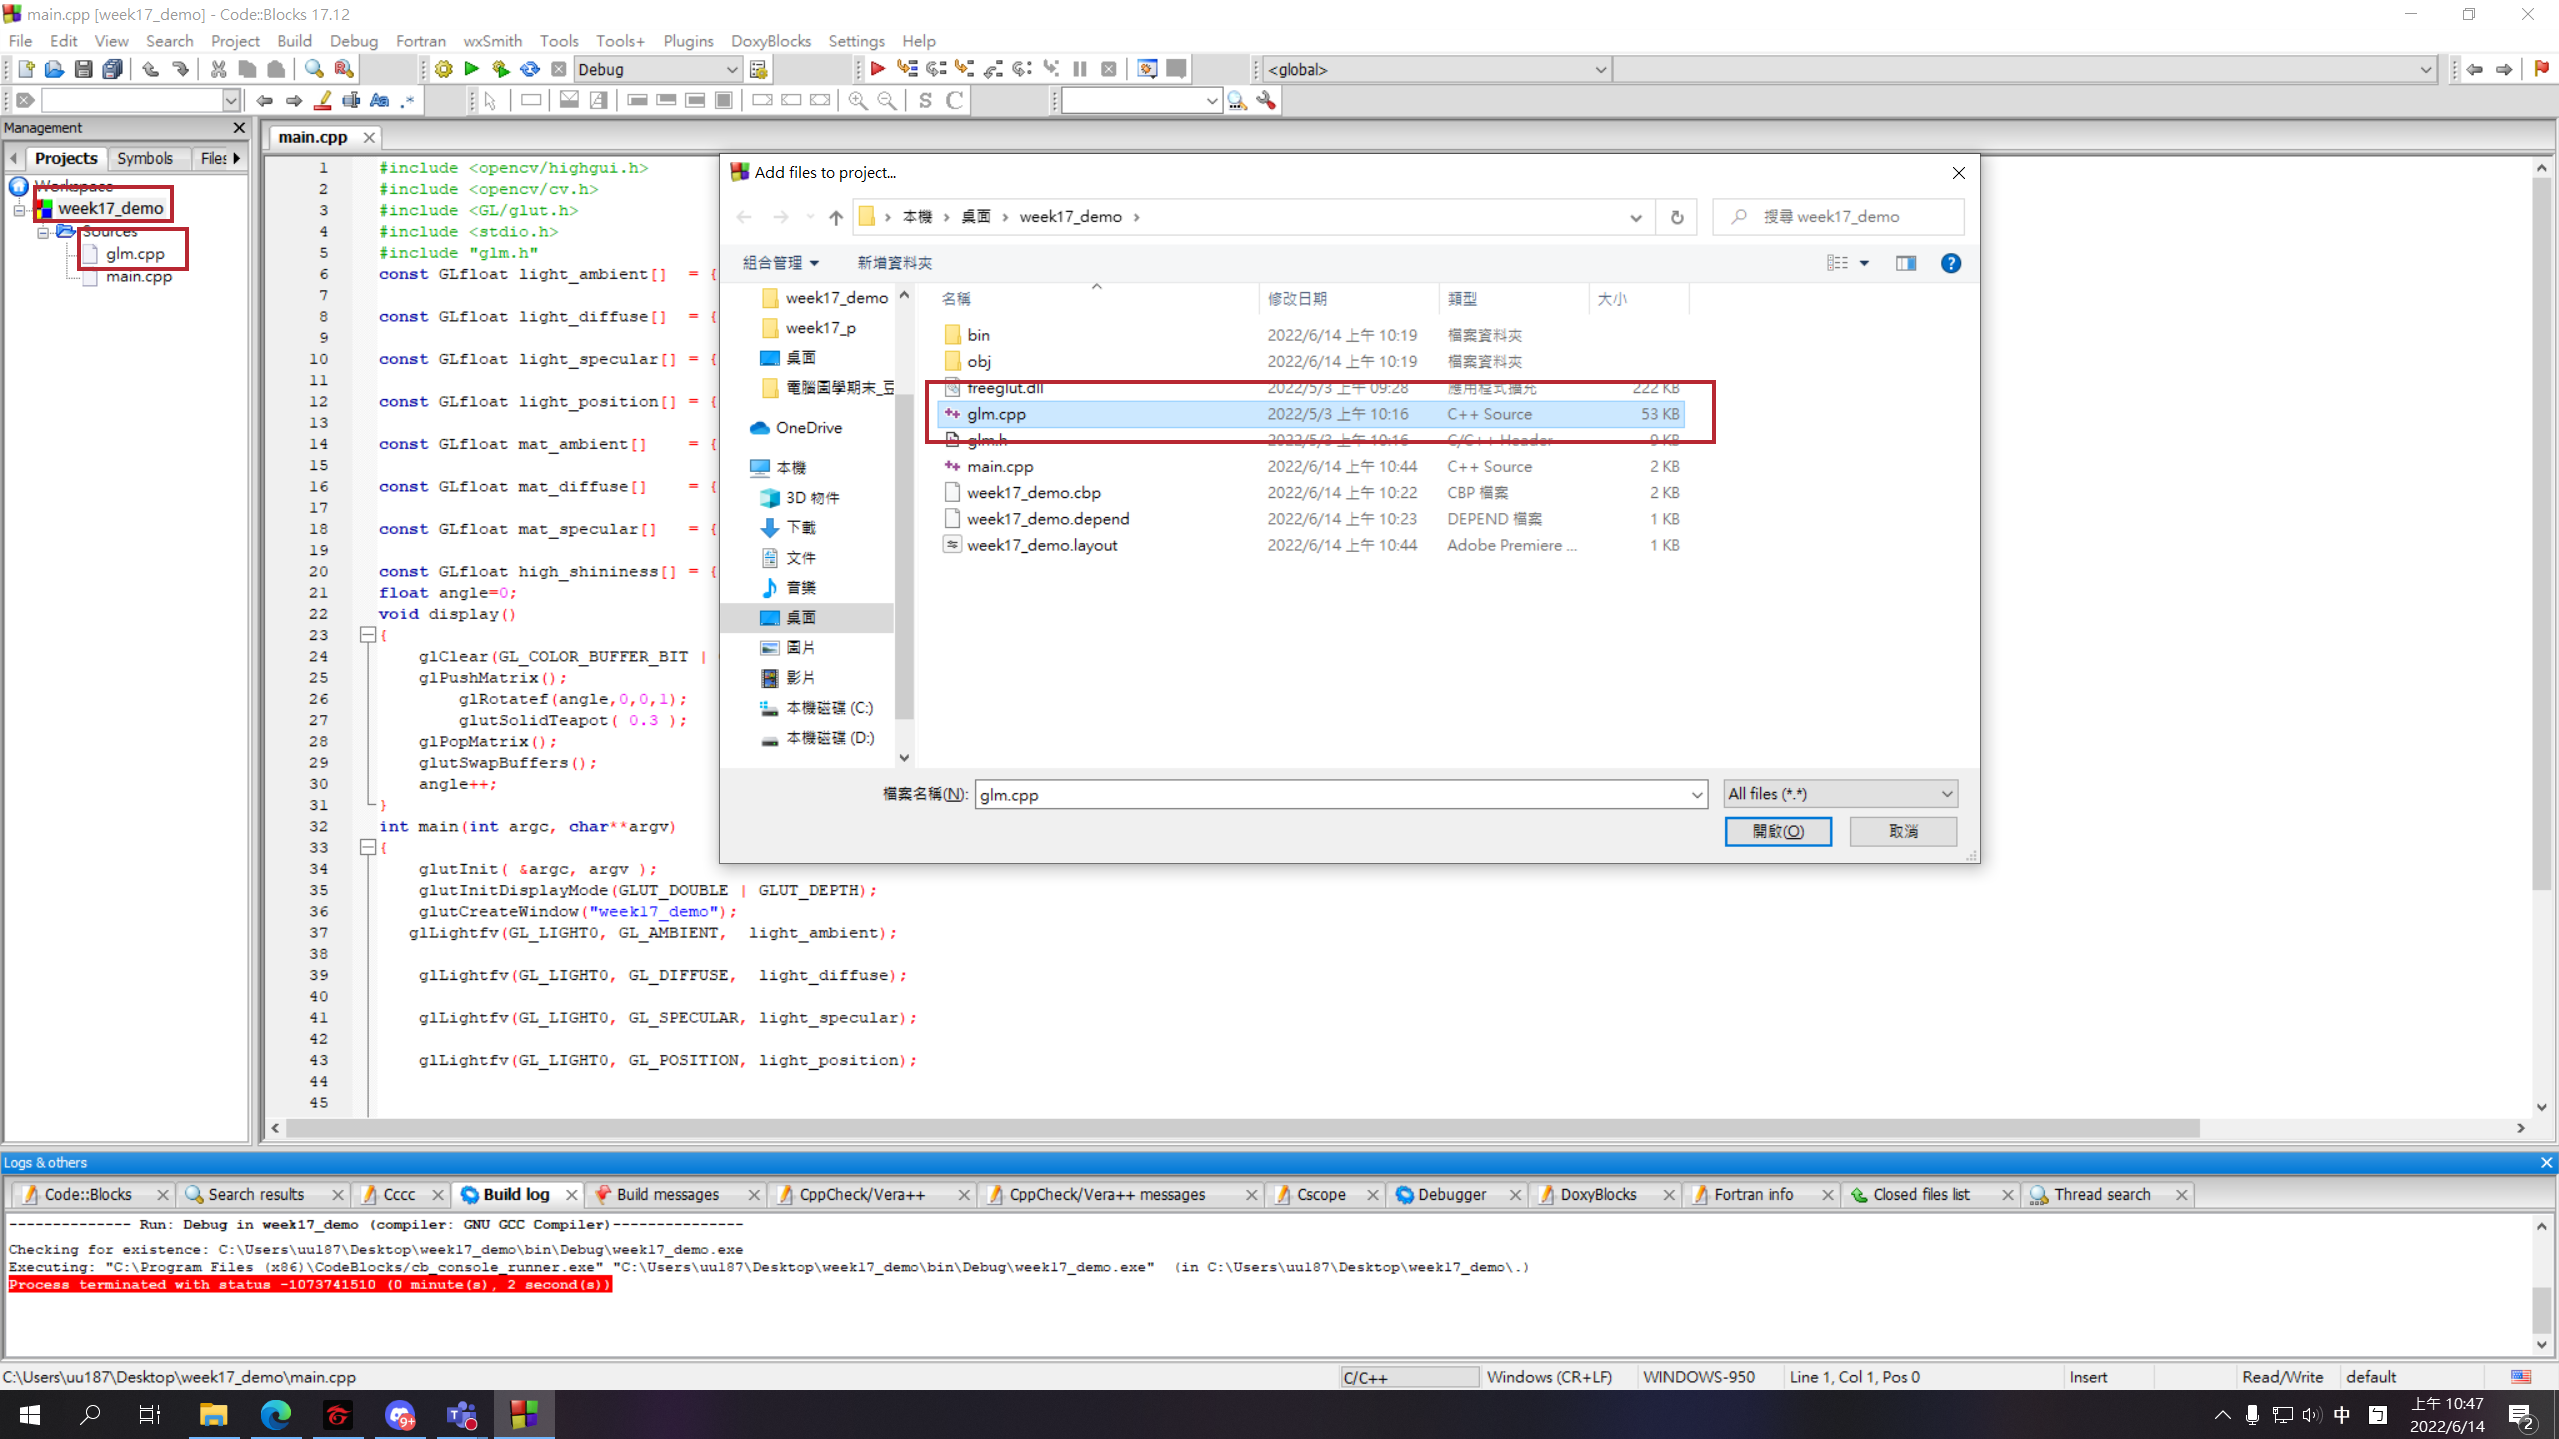 main.cpp [week17_demo] - Code::Blocks 17.12
File Edit View Search Project Build Debug Fortran wxSmith Tools Tools+ Plugins DoxyBlocks Settings Help
Debug
<global>
S C
Management
Projects Symbols Files
Workspace
week17_demo
Sources
glm.cpp
main.cpp
main.cpp
1 #include <opencv/highgui.h>
2 #include <opencv/cv.h>
3 #include <GL/glut.h>
4 #include <stdio.h>
5 #include "glm.h"
6 const GLfloat light_ambient[]  = {
7
8 const GLfloat light_diffuse[]  = {
9
10 const GLfloat light_specular[] = {
11
12 const GLfloat light_position[] = {
13
14 const GLfloat mat_ambient[]    = {
15
16 const GLfloat mat_diffuse[]    = {
17
18 const GLfloat mat_specular[]   = {
19
20 const GLfloat high_shininess[] = {
21 float angle=0;
22 void display()
23 {
24     glClear(GL_COLOR_BUFFER_BIT |
25     glPushMatrix();
26         glRotatef(angle,0,0,1);
27         glutSolidTeapot( 0.3 );
28     glPopMatrix();
29     glutSwapBuffers();
30     angle++;
31 }
32 int main(int argc, char**argv)
33 {
34     glutInit( &argc, argv );
35     glutInitDisplayMode(GLUT_DOUBLE | GLUT_DEPTH);
36     glutCreateWindow("week17_demo");
37    glLightfv(GL_LIGHT0, GL_AMBIENT,  light_ambient);
38
39     glLightfv(GL_LIGHT0, GL_DIFFUSE,  light_diffuse);
40
41     glLightfv(GL_LIGHT0, GL_SPECULAR, light_specular);
42
43     glLightfv(GL_LIGHT0, GL_POSITION, light_position);
44
45
Add files to project...
本機 › 桌面 › week17_demo ›
搜尋 week17_demo
組合管理 新增資料夾
week17_demo
week17_p
桌面
電腦圖學期末_豆
OneDrive
本機
3D 物件
下載
文件
音樂
桌面
圖片
影片
本機磁碟 (C:)
本機磁碟 (D:)
名稱 修改日期 類型 大小
bin 2022/6/14 上午 10:19 檔案資料夾
obj 2022/6/14 上午 10:19 檔案資料夾
freeglut.dll 2022/5/3 上午 09:28 應用程式擴充 222 KB
glm.cpp 2022/5/3 上午 10:16 C++ Source 53 KB
glm.h 2022/5/3 上午 10:16 C/C++ Header 9 KB
main.cpp 2022/6/14 上午 10:44 C++ Source 2 KB
week17_demo.cbp 2022/6/14 上午 10:22 CBP 檔案 2 KB
week17_demo.depend 2022/6/14 上午 10:23 DEPEND 檔案 1 KB
week17_demo.layout 2022/6/14 上午 10:44 Adobe Premiere ... 1 KB
檔案名稱(N): glm.cpp All files (*.*)
開啟(O) 取消
Logs & others
Code::Blocks Search results Cccc Build log Build messages CppCheck/Vera++ CppCheck/Vera++ messages Cscope Debugger DoxyBlocks Fortran info Closed files list Thread search
-------------- Run: Debug in week17_demo (compiler: GNU GCC Compiler)---------------
Checking for existence: C:\Users\uu187\Desktop\week17_demo\bin\Debug\week17_demo.exe
Executing: "C:\Program Files (x86)\CodeBlocks/cb_console_runner.exe" "C:\Users\uu187\Desktop\week17_demo\bin\Debug\week17_demo.exe"  (in C:\Users\uu187\Desktop\week17_demo\.)
Process terminated with status -1073741510 (0 minute(s), 2 second(s))
C:\Users\uu187\Desktop\week17_demo\main.cpp C/C++ Windows (CR+LF) WINDOWS-950 Line 1, Col 1, Pos 0 Insert Read/Write default
9+
中 ㄅ
上午 10:47
2022/6/14
2